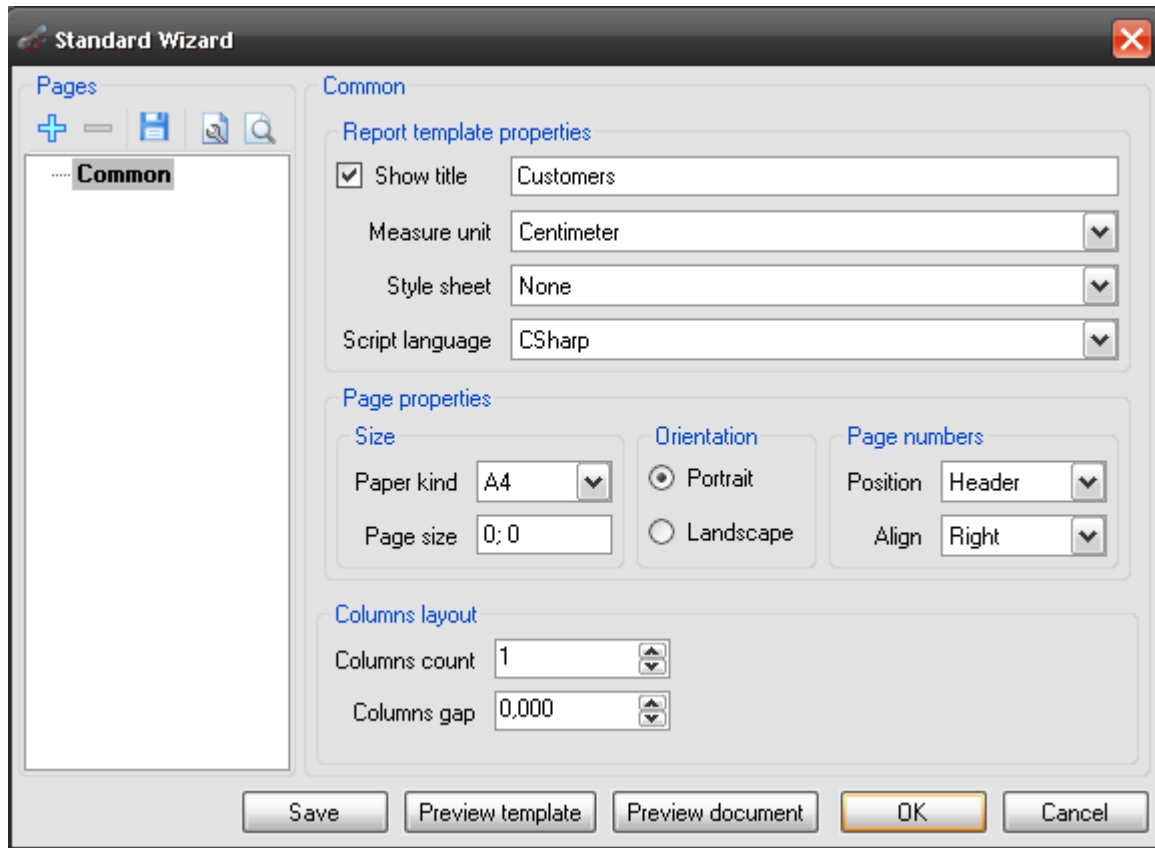 Standard Wizard
Pages
Common
Common
Report template properties
Show title Customers
Measure unit Centimeter
Style sheet None
Script language CSharp
Page properties
Size
Paper kind A4
Page size 0; 0
Orientation
Portrait
Landscape
Page numbers
Position Header
Align Right
Columns layout
Columns count 1
Columns gap 0,000
Save Preview template Preview document OK Cancel